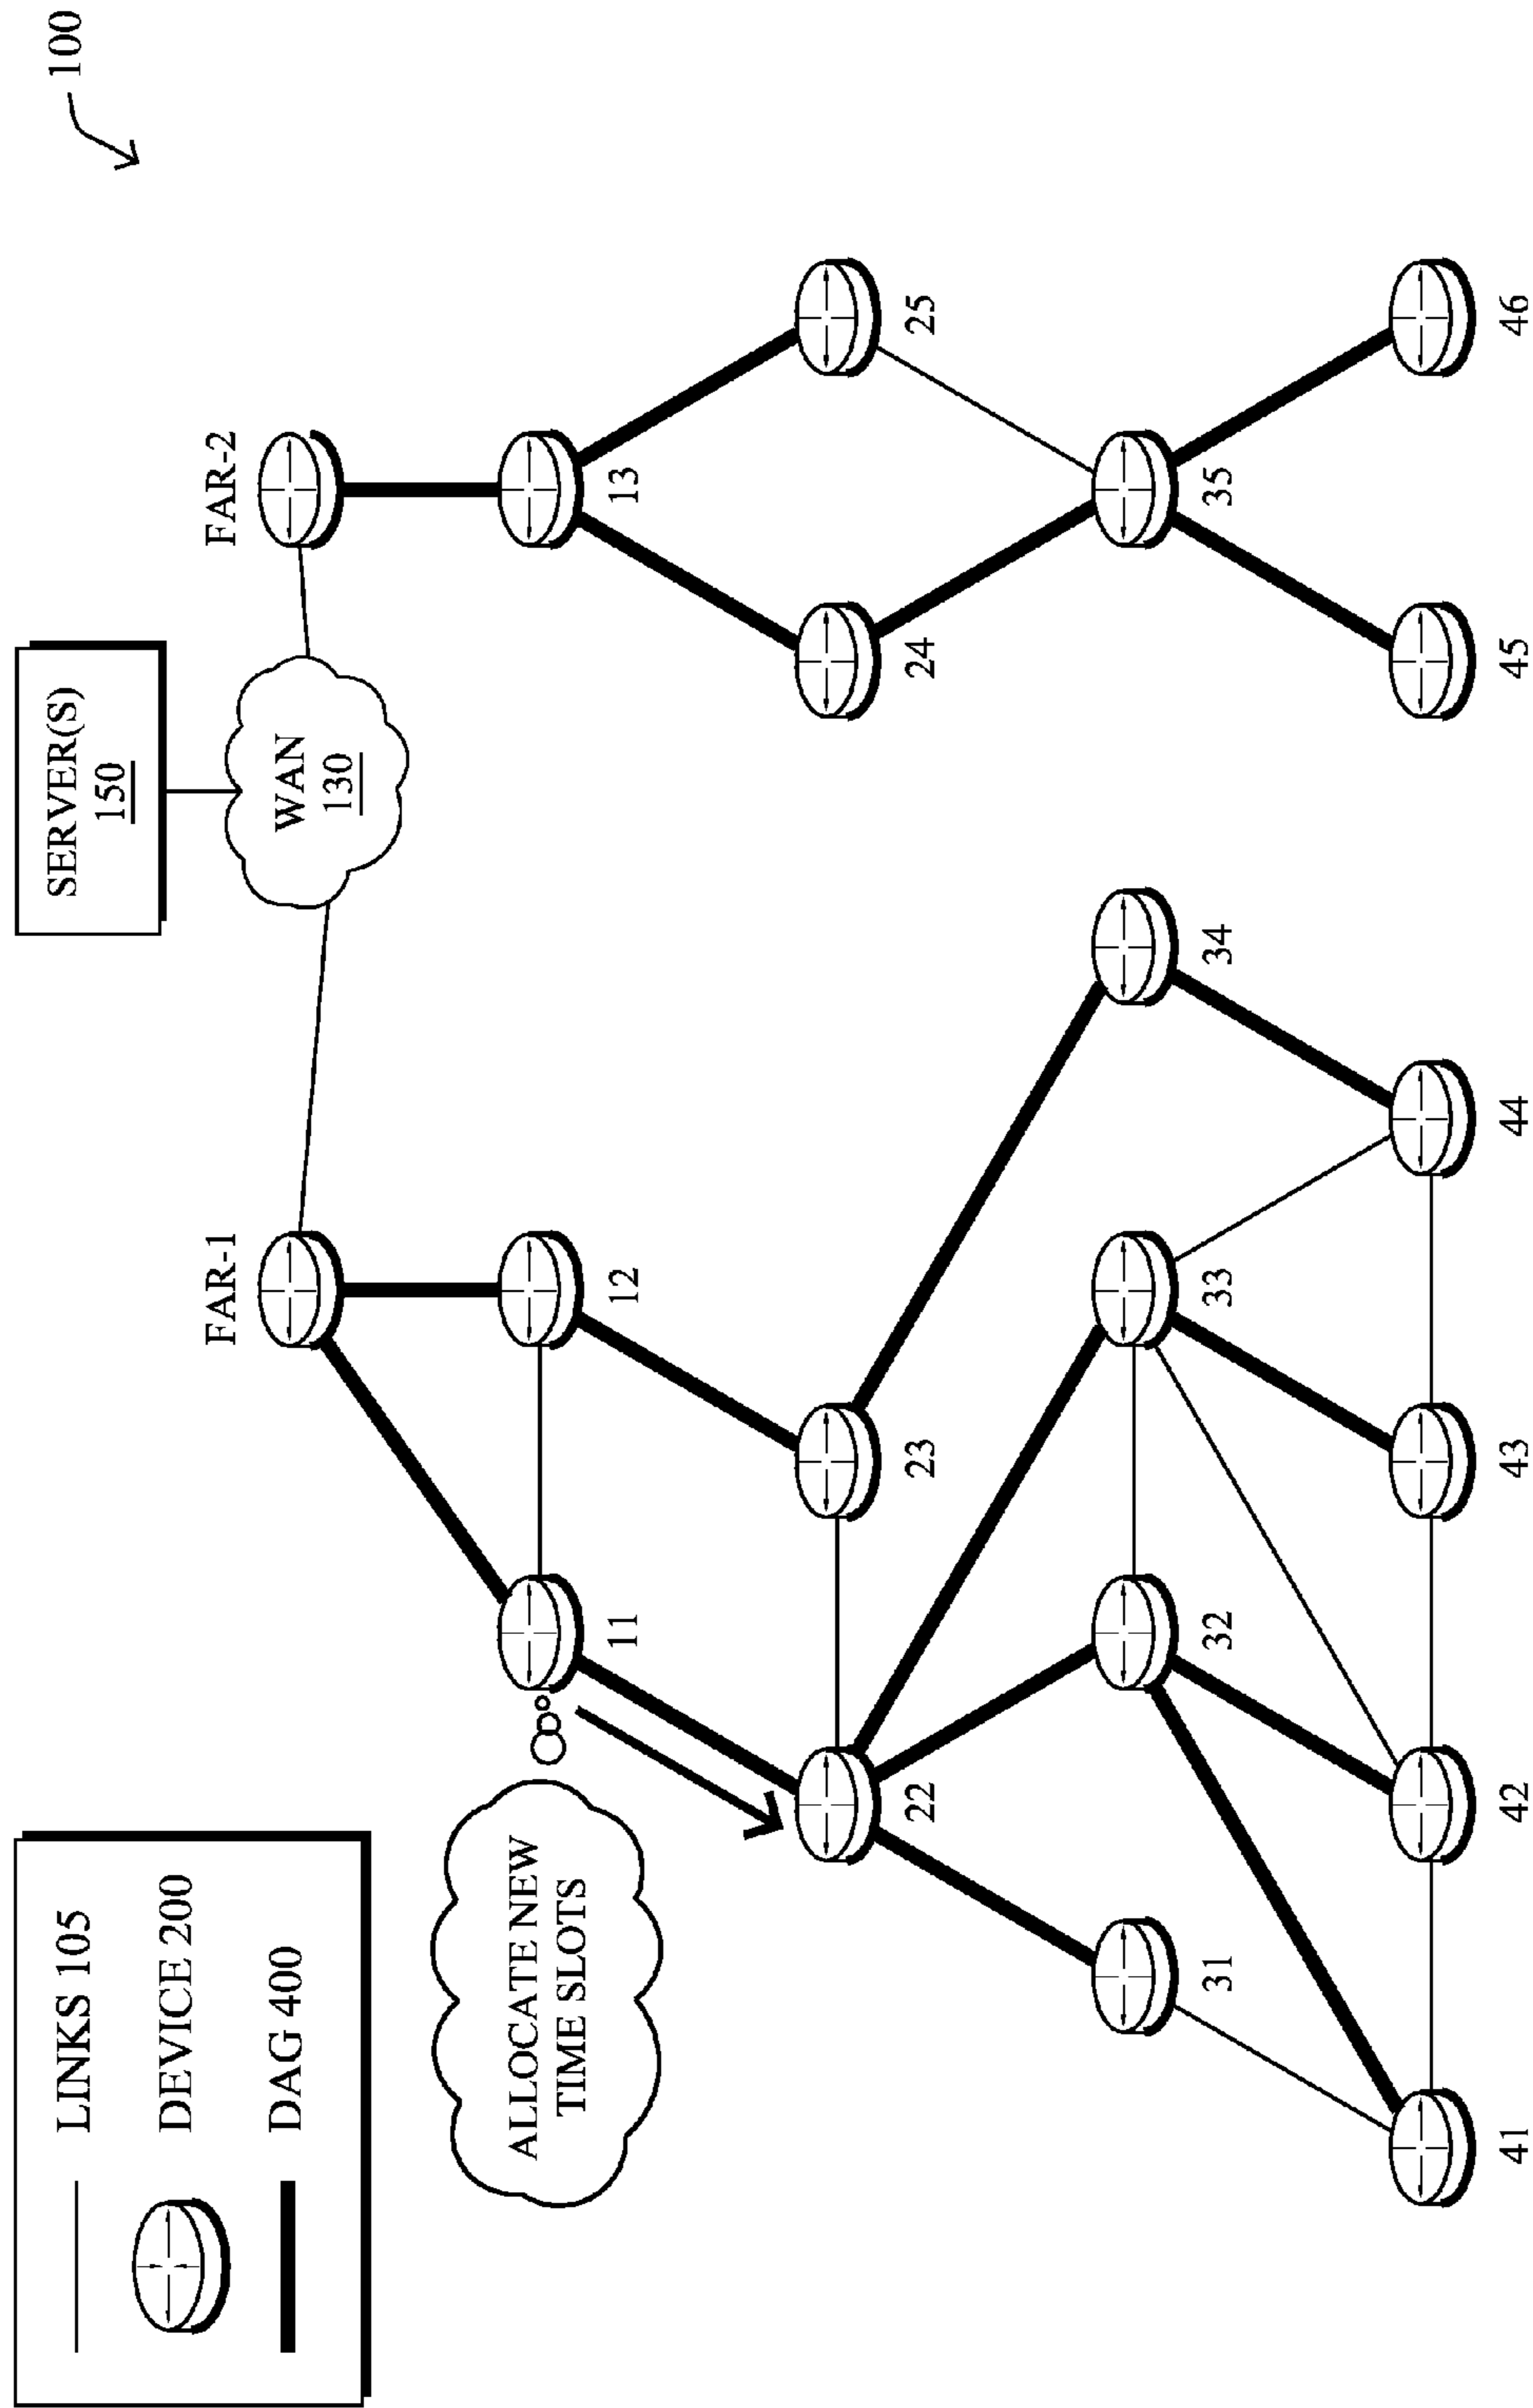 100
LINKS 105
DEVICE 200
DAG 400
SERVER(S)
150
WAN
130
FAR-1
FAR-2
ALLOCATE NEW
TIME SLOTS
11
12
13
22
23
24
25
31
32
33
34
35
41
42
43
44
45
46